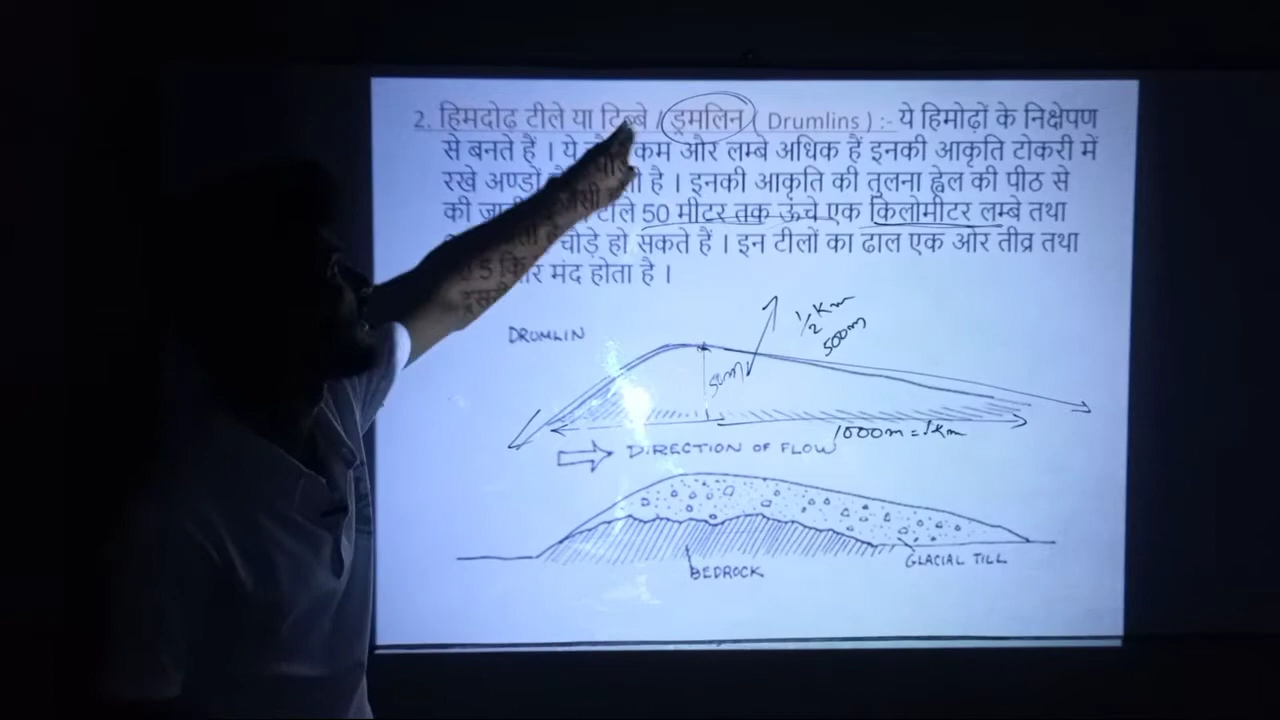 2. हिमदोढ़ टीले या टिब्बे / ड्रमलिन ( Drumlins ) :- ये हिमोढ़ों के निक्षेपण
से बनते हैं । ये कम और लम्बे अधिक हैं इनकी आकृति टोकरी में
रखे अण्डों है । इनकी आकृति की तुलना ह्वेल की पीठ से
की टीले 50 मीटर तक ऊंचे एक किलोमीटर लम्बे तथा
चौड़े हो सकते हैं । इन टीलों का ढाल एक ओर तीव्र तथा
मंद होता है ।
DROMLIN
1/2 Km
500m
50m
1000m = 1Km
DIRECTION OF FLOW
BEDROCK
GLACIAL TILL